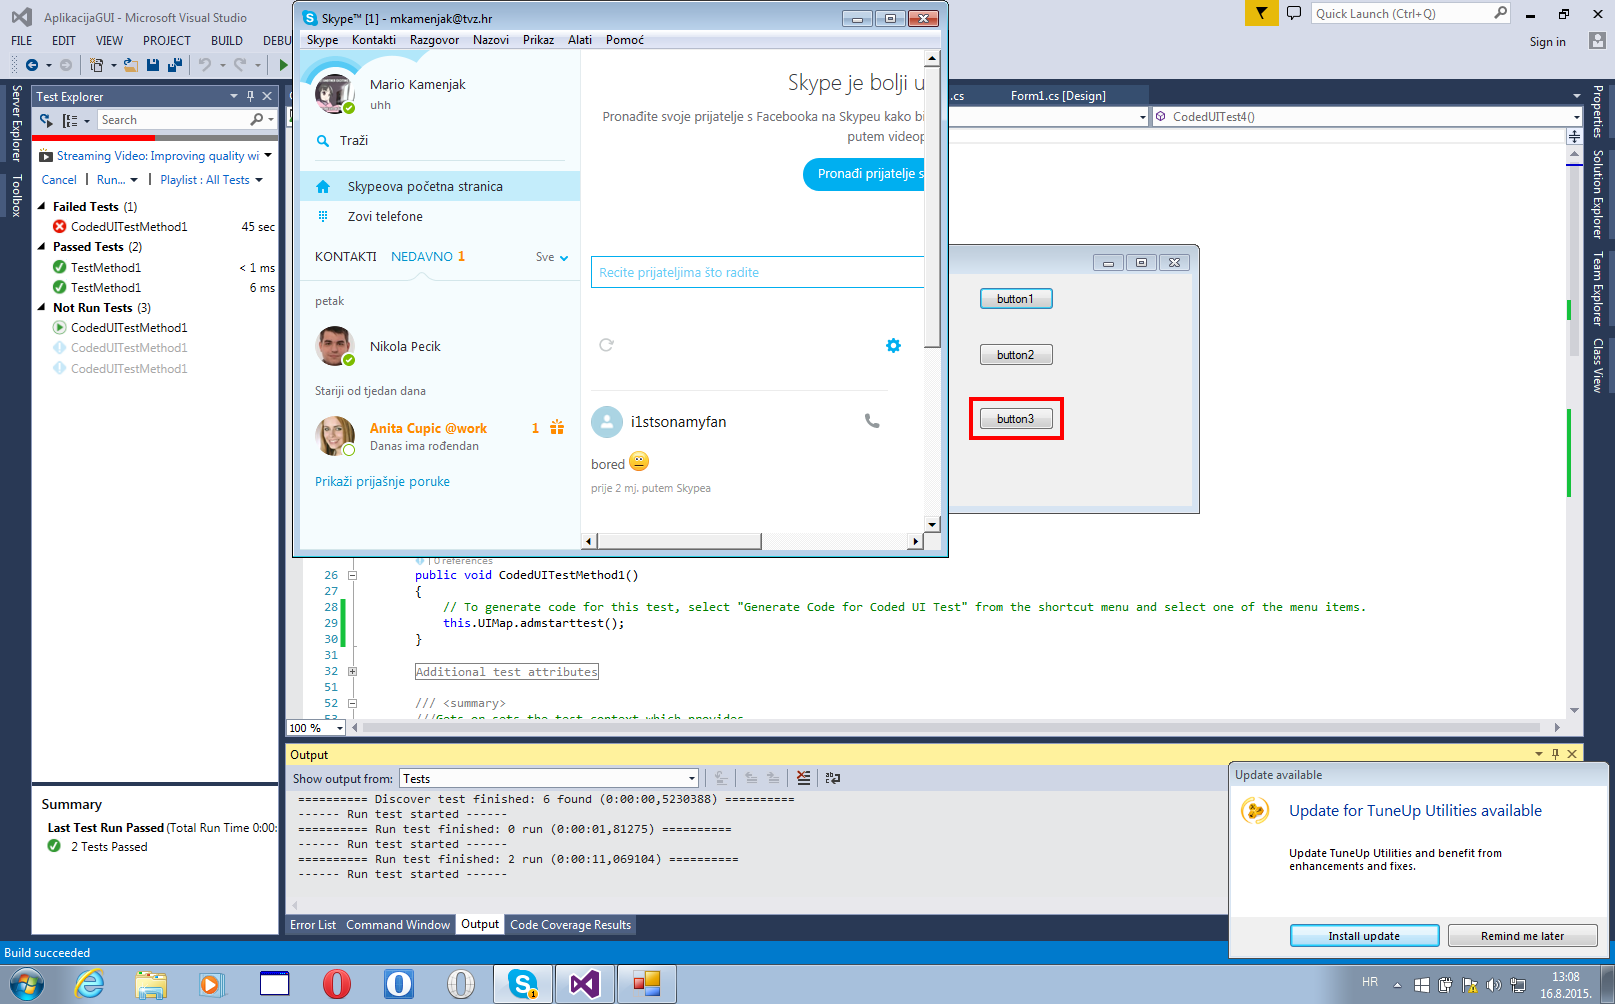 AplikacijaGUI - Microsoft Visual Studio
Quick Launch (Ctrl+Q)
FILE EDIT VIEW PROJECT BUILD DEBU
Sign in
Server Explorer
Toolbox
Test Explorer
Search
Streaming Video: Improving quality wi
Cancel | Run... | Playlist : All Tests
Failed Tests (1)
CodedUITestMethod1 45 sec
Passed Tests (2)
TestMethod1 < 1 ms
TestMethod1 6 ms
Not Run Tests (3)
CodedUITestMethod1
CodedUITestMethod1
CodedUITestMethod1
Summary
Last Test Run Passed (Total Run Time 0:00:
2 Tests Passed
Skype™ [1] - mkamenjak@tvz.hr
Skype Kontakti Razgovor Nazovi Prikaz Alati Pomoć
Mario Kamenjak
uhh
Traži
Skypeova početna stranica
Zovi telefone
KONTAKTI NEDAVNO 1 Sve
petak
Nikola Pecik
Stariji od tjedan dana
Anita Cupic @work 1
Danas ima rođendan
Prikaži prijašnje poruke
Skype je bolji u
Pronađite svoje prijatelje s Facebooka na Skypeu kako bi
putem videop
Pronađi prijatelje s
Recite prijateljima što radite
i1stsonamyfan
bored
prije 2 mj. putem Skypea
.cs Form1.cs [Design]
CodedUITest4()
button1
button2
button3
Properties
Solution Explorer
Team Explorer
Class View
| 0 references
26 public void CodedUITestMethod1()
27 {
28 // To generate code for this test, select "Generate Code for Coded UI Test" from the shortcut menu and select one of the menu items.
29 this.UIMap.admstarttest();
30 }
31
32 Additional test attributes
51
52 /// <summary>
53 ///Gets or sets the test context which provides
100 %
Output
Show output from: Tests
========== Discover test finished: 6 found (0:00:00,5230388) ==========
------ Run test started ------
========== Run test finished: 0 run (0:00:01,81275) ==========
------ Run test started ------
========== Run test finished: 2 run (0:00:11,069104) ==========
------ Run test started ------
Error List Command Window Output Code Coverage Results
Update available
Update for TuneUp Utilities available
Update TuneUp Utilities and benefit from
enhancements and fixes.
Install update Remind me later
Build succeeded
1
HR
13:08
16.8.2015.